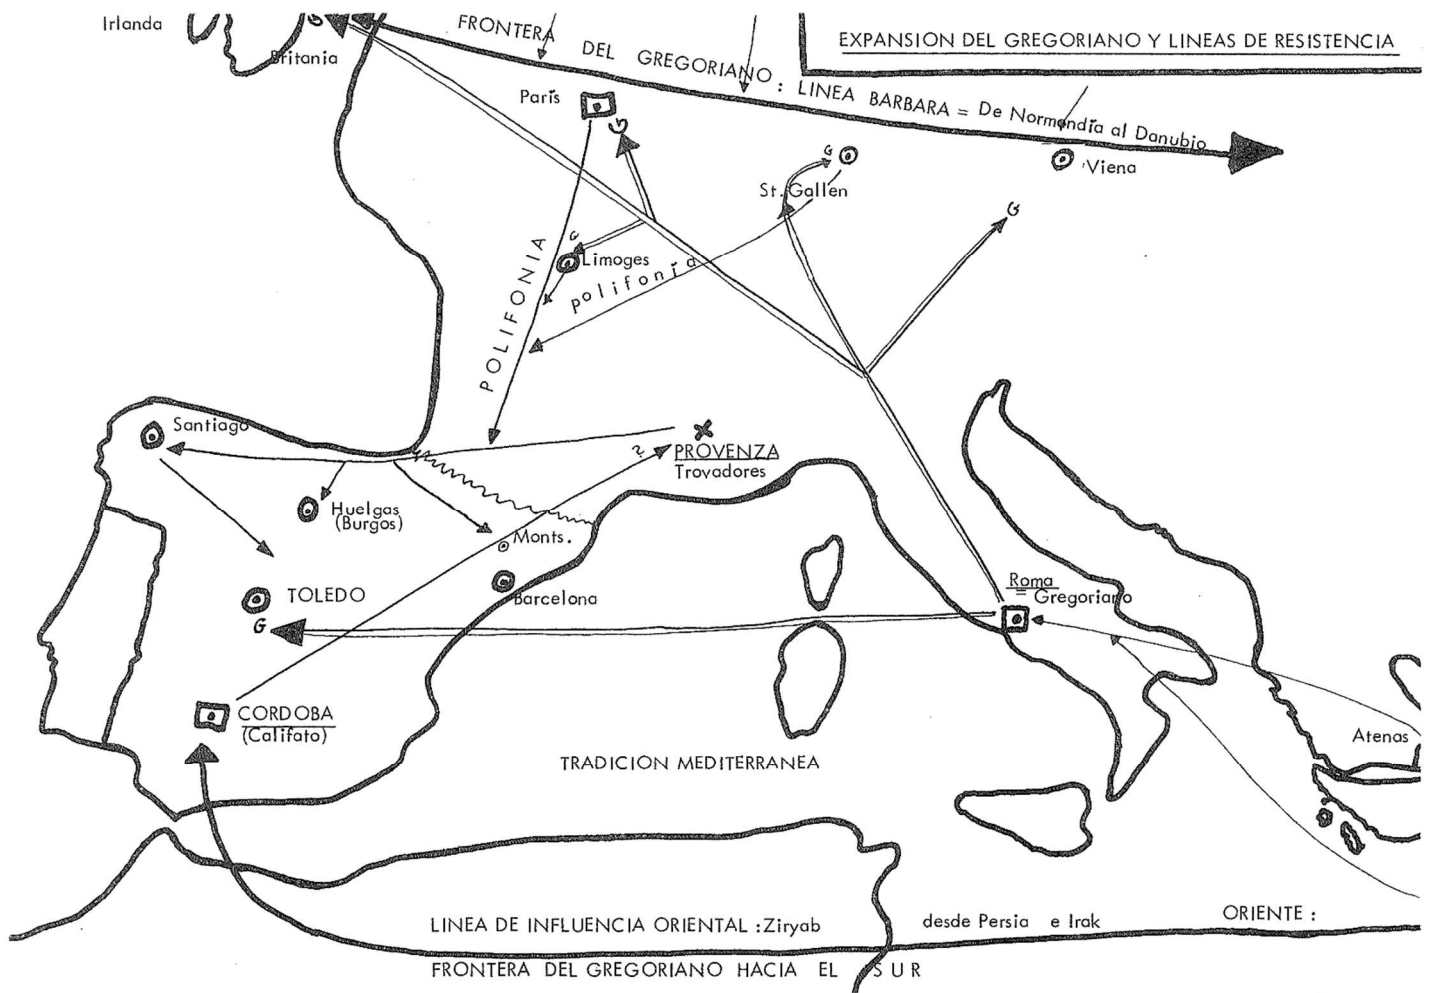 EXPANSION DEL GREGORIANO Y LINEAS DE RESISTENCIA
Irlanda
G
Britania
FRONTERA DEL GREGORIANO : LINEA BARBARA = De Normandía al Danubio
París
G
G
St. Gallen
Viena
G
G
Limoges
POLIFONIA
polifonía
Santiago
?
PROVENZA
Trovadores
Huelgas
(Burgos)
Monts.
Barcelona
TOLEDO
G
Roma
= Gregoriano
CORDOBA
(Califato)
Atenas
TRADICION MEDITERRANEA
ORIENTE :
LINEA DE INFLUENCIA ORIENTAL : Ziryab desde Persia e Irak
FRONTERA DEL GREGORIANO HACIA EL SUR